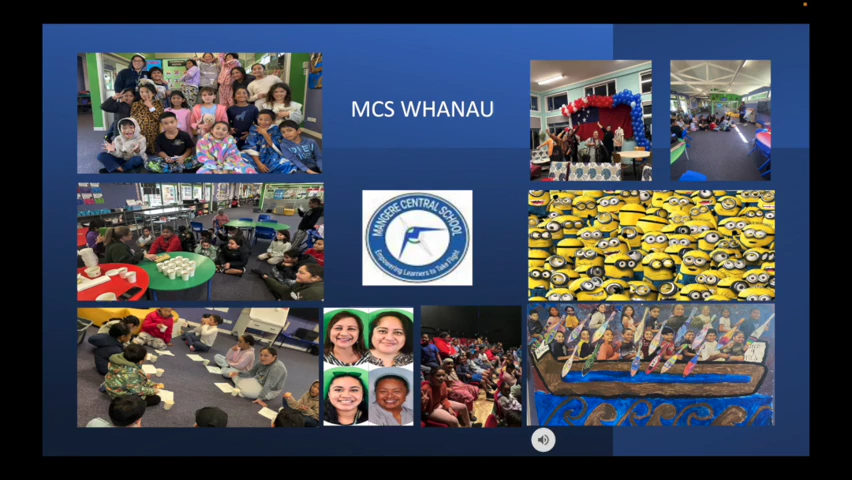 MCS WHANAU
MANGERE CENTRAL SCHOOL
Empowering Learners to Take Flight